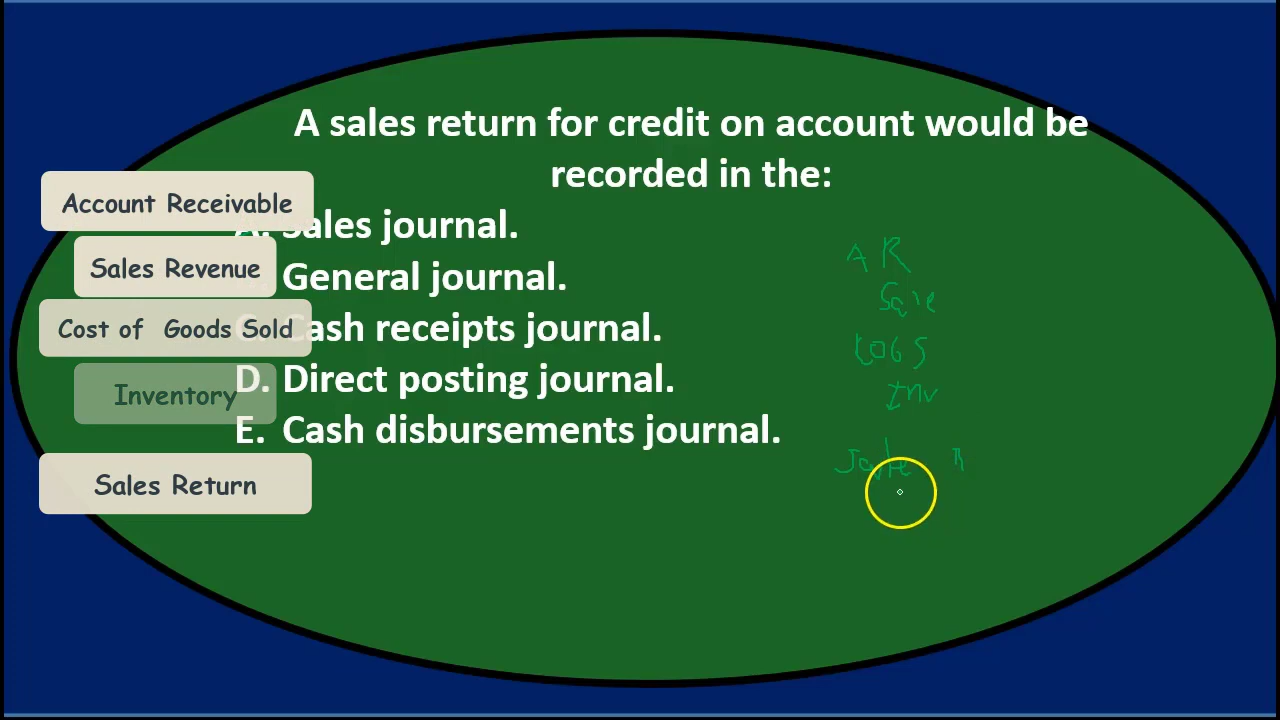 A sales return for credit on account would be
recorded in the:
Account Receivable
A. Sales journal.
Sales Revenue
General journal.
Cost of Goods Sold
C. Cash receipts journal.
Inventory
D. Direct posting journal.
E. Cash disbursements journal.
Sales Return
A R
Sale
COGS
Inv